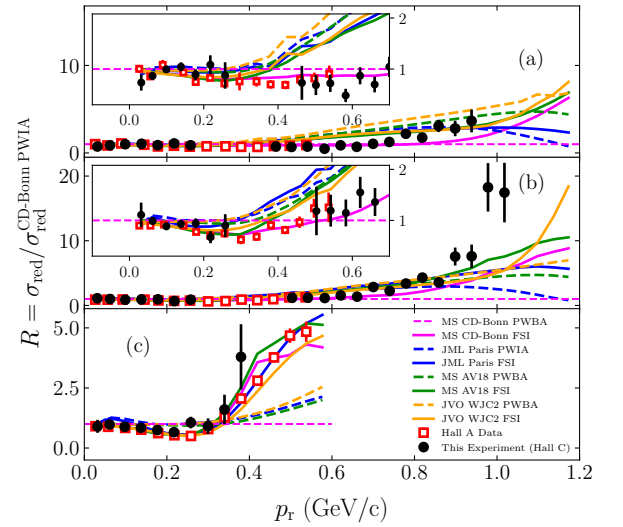 R = σ_red/σ_red^CD-Bonn PWIA
10
0
2
1
0.0 0.2 0.4 0.6
(a)
20
10
0
2
1
0.0 0.2 0.4 0.6
(b)
5.0
2.5
0.0
(c)
MS CD-Bonn PWBA
MS CD-Bonn FSI
JML Paris PWIA
JML Paris FSI
MS AV18 PWBA
MS AV18 FSI
JVO WJC2 PWBA
JVO WJC2 FSI
Hall A Data
This Experiment (Hall C)
0.0 0.2 0.4 0.6 0.8 1.0 1.2
p_r (GeV/c)